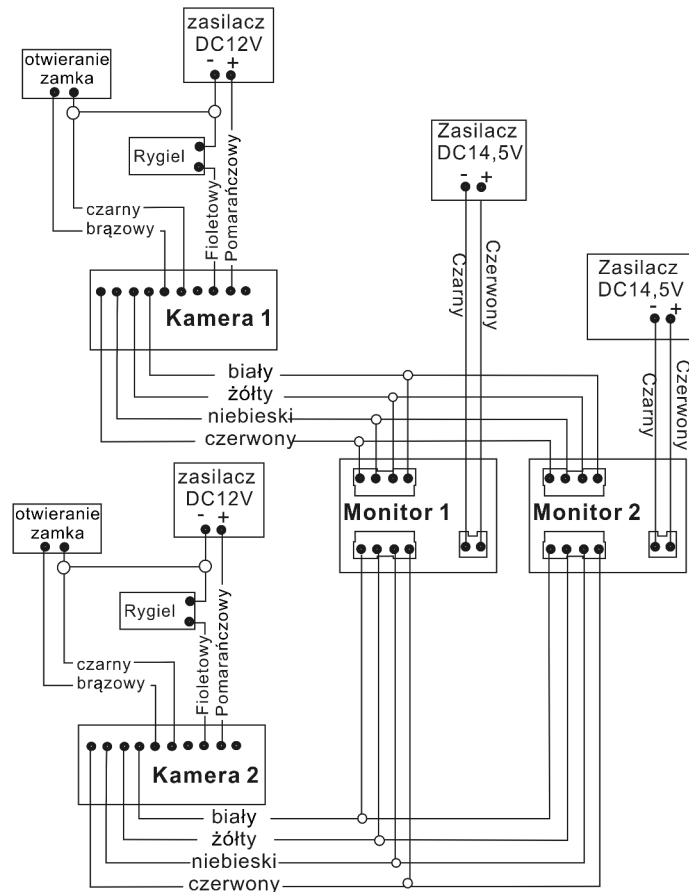 zasilacz
DC12V
- +
otwieranie
zamka
Rygiel
czarny
brązowy
Fioletowy
Pomarańczowy
Kamera 1
Zasilacz
DC14,5V
- +
Czarny
Czerwony
Zasilacz
DC14,5V
- +
Czarny
Czerwony
biały
żółty
niebieski
czerwony
Monitor 1
Monitor 2
zasilacz
DC12V
- +
otwieranie
zamka
Rygiel
czarny
brązowy
Fioletowy
Pomarańczowy
Kamera 2
biały
żółty
niebieski
czerwony